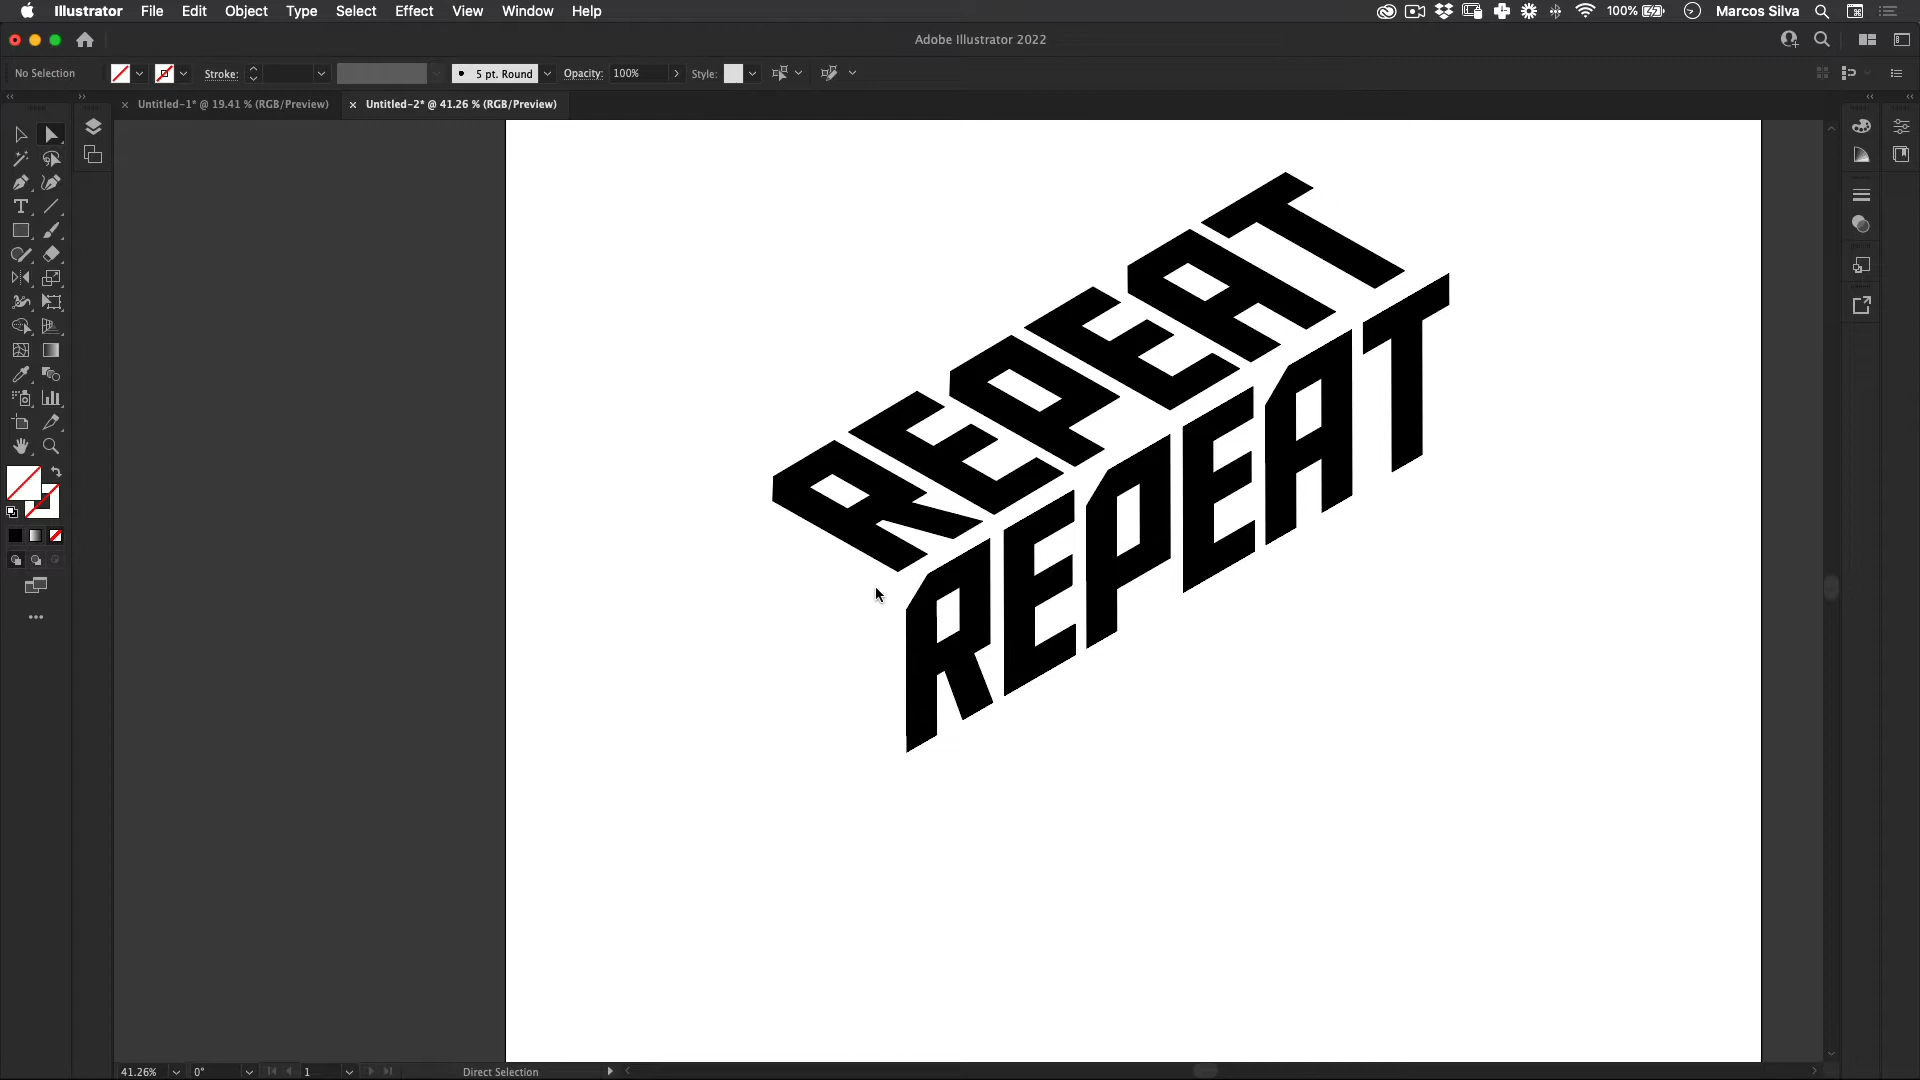 Illustrator File Edit Object Type Select Effect View Window Help 100% Marcos Silva
Adobe Illustrator 2022
No Selection Stroke: 5 pt. Round Opacity: 100% Style:
Untitled-1* @ 19.41 % (RGB/Preview) Untitled-2* @ 41.26 % (RGB/Preview)
REPEAT
REPEAT
41.26% 0° 1 Direct Selection